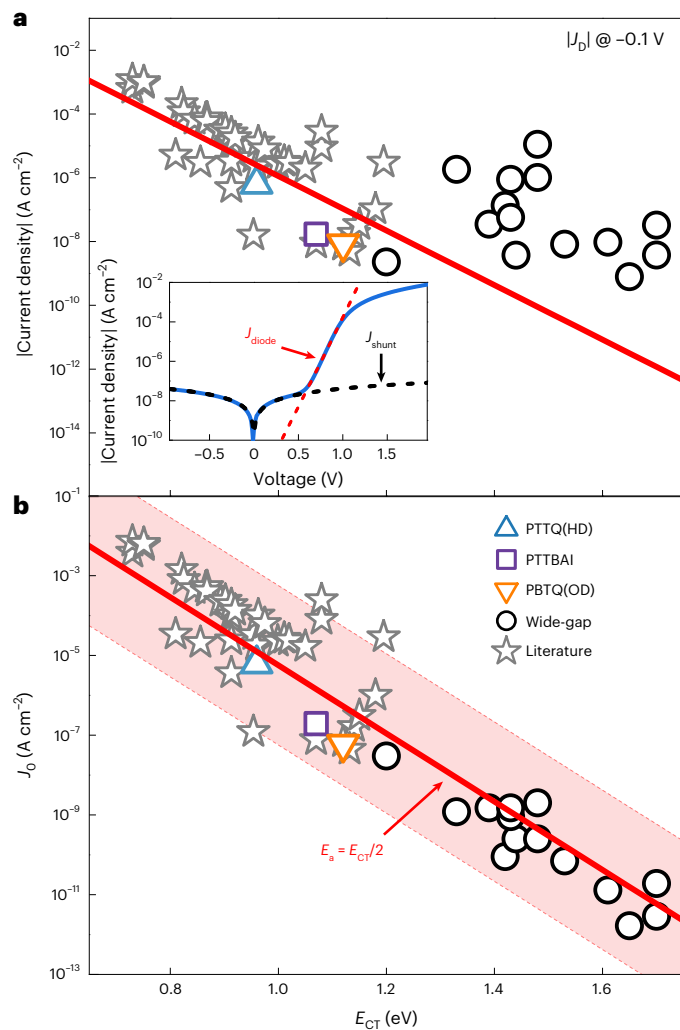 a
|J_D| @ –0.1 V
|Current density| (A cm⁻²)
10⁻²
10⁻⁴
10⁻⁶
10⁻⁸
10⁻¹⁰
10⁻¹²
10⁻¹⁴
|Current density| (A cm⁻²)
10⁻²
10⁻⁴
10⁻⁶
10⁻⁸
10⁻¹⁰
J_diode
J_shunt
–0.5 0 0.5 1.0 1.5
Voltage (V)
b
J₀ (A cm⁻²)
10⁻¹
10⁻³
10⁻⁵
10⁻⁷
10⁻⁹
10⁻¹¹
10⁻¹³
PTTQ(HD)
PTTBAI
PBTQ(OD)
Wide-gap
Literature
E_a = E_CT/2
0.8 1.0 1.2 1.4 1.6
E_CT (eV)